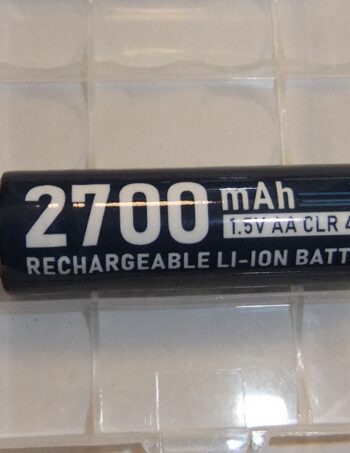 2700 mAh
1.5V AA CLR
RECHARGEABLE LI-ION BATT